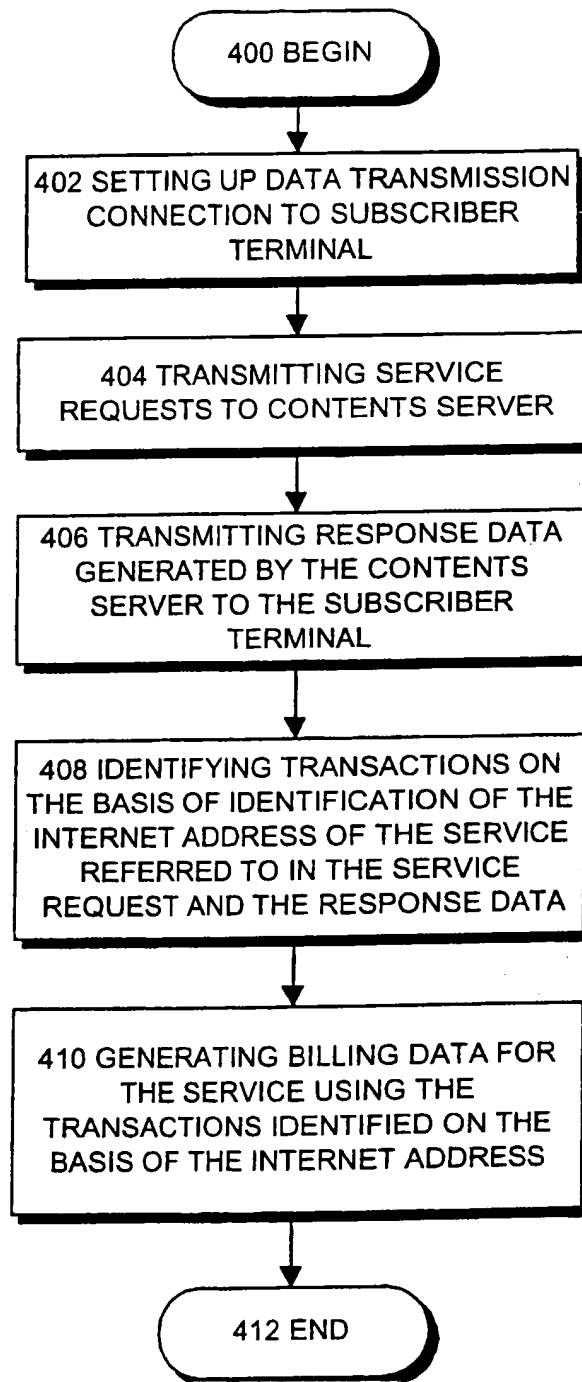 400 BEGIN
402 SETTING UP DATA TRANSMISSION
CONNECTION TO SUBSCRIBER
TERMINAL
404 TRANSMITTING SERVICE
REQUESTS TO CONTENTS SERVER
406 TRANSMITTING RESPONSE DATA
GENERATED BY THE CONTENTS
SERVER TO THE SUBSCRIBER
TERMINAL
408 IDENTIFYING TRANSACTIONS ON
THE BASIS OF IDENTIFICATION OF THE
INTERNET ADDRESS OF THE SERVICE
REFERRED TO IN THE SERVICE
REQUEST AND THE RESPONSE DATA
410 GENERATING BILLING DATA FOR
THE SERVICE USING THE
TRANSACTIONS IDENTIFIED ON THE
BASIS OF THE INTERNET ADDRESS
412 END